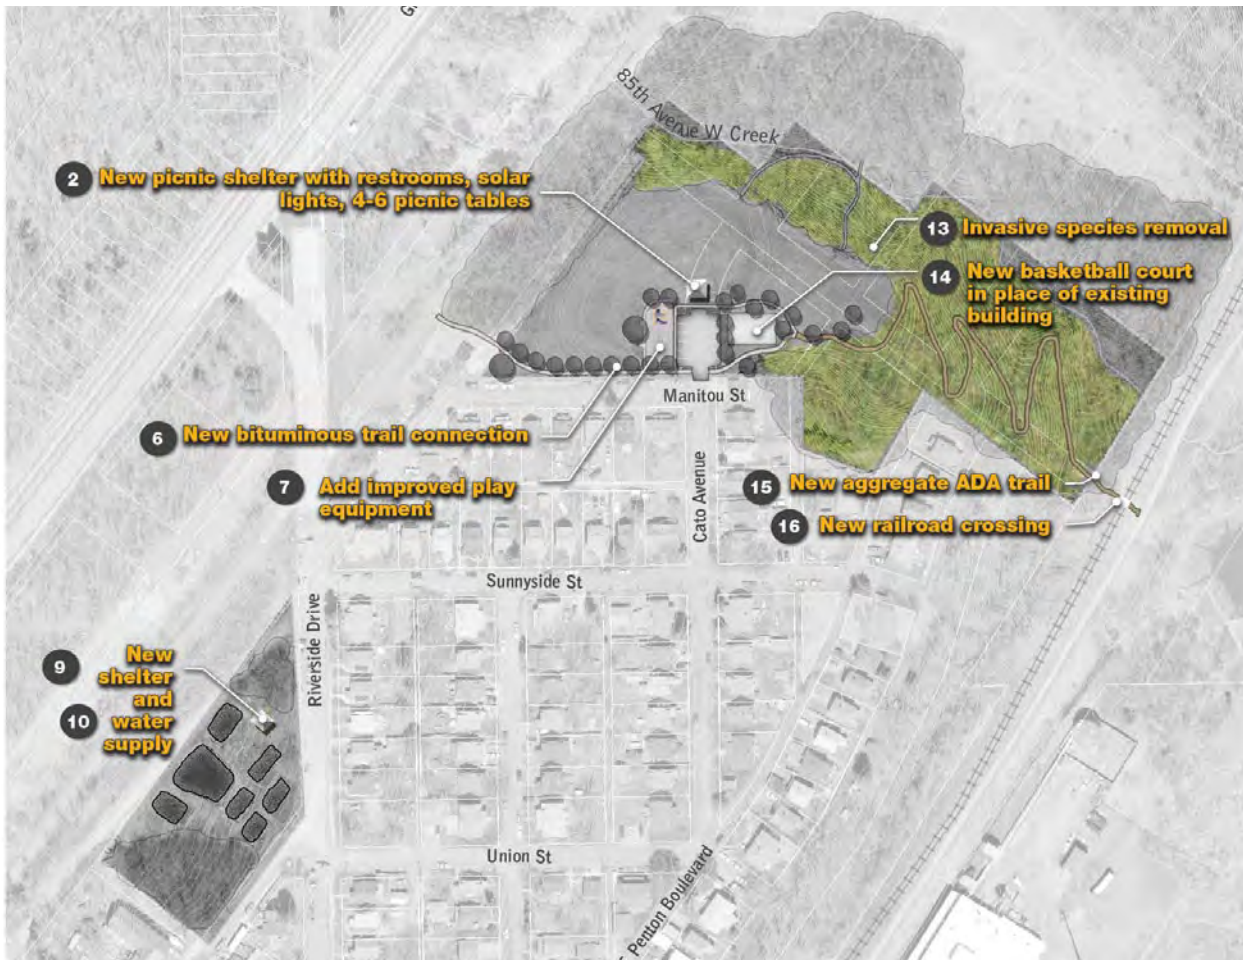 G
85th Avenue W Creek
2 New picnic shelter with restrooms, solar
lights, 4-6 picnic tables
13 Invasive species removal
14 New basketball court
in place of existing
building
Manitou St
6 New bituminous trail connection
7 Add improved play
equipment
Cato Avenue
15 New aggregate ADA trail
16 New railroad crossing
Sunnyside St
Riverside Drive
9 New
shelter
and
10 water
supply
Union St
Penton Boulevard